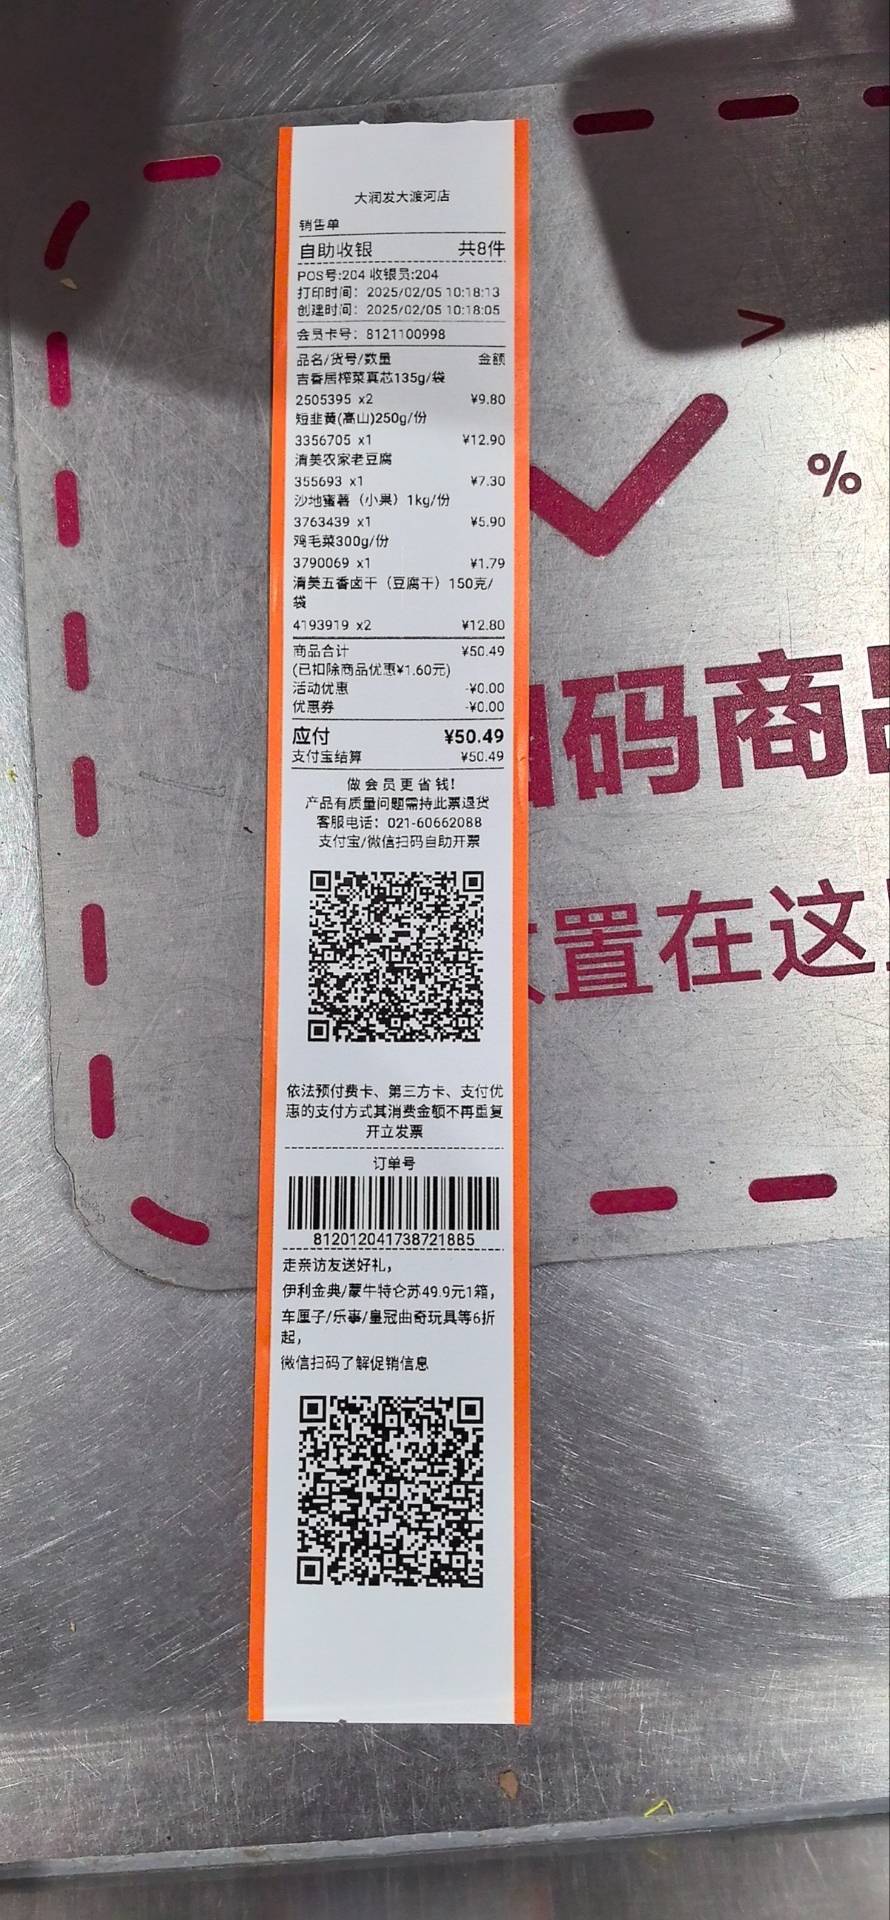 大润发大渡河店
销售单
自助收银 共8件
POS号:204 收银员:204
打印时间：2025/02/05 10:18:13
创建时间：2025/02/05 10:18:05
会员卡号：8121100998
品名/货号/数量 金额
吉香居榨菜真芯135g/袋
2505395 x2 ¥9.80
短韭黄(高山)250g/份
3356705 x1 ¥12.90
清美农家老豆腐
355693 x1 ¥7.30
沙地蜜薯（小果）1kg/份
3763439 x1 ¥5.90
鸡毛菜300g/份
3790069 x1 ¥1.79
清美五香卤干（豆腐干）150克/
袋
4193919 x2 ¥12.80
商品合计 ¥50.49
(已扣除商品优惠¥1.60元)
活动优惠 -¥0.00
优惠券 -¥0.00
应付 ¥50.49
支付宝结算 ¥50.49
做会员更省钱!
产品有质量问题需持此票退货
客服电话：021-60662088
支付宝/微信扫码自助开票
依法预付费卡、第三方卡、支付优
惠的支付方式其消费金额不再重复
开立发票
订单号
812012041738721885
走亲访友送好礼，
伊利金典/蒙牛特仑苏49.9元1箱，
车厘子/乐事/皇冠曲奇玩具等6折
起，
微信扫码了解促销信息
%
码商品
置在这